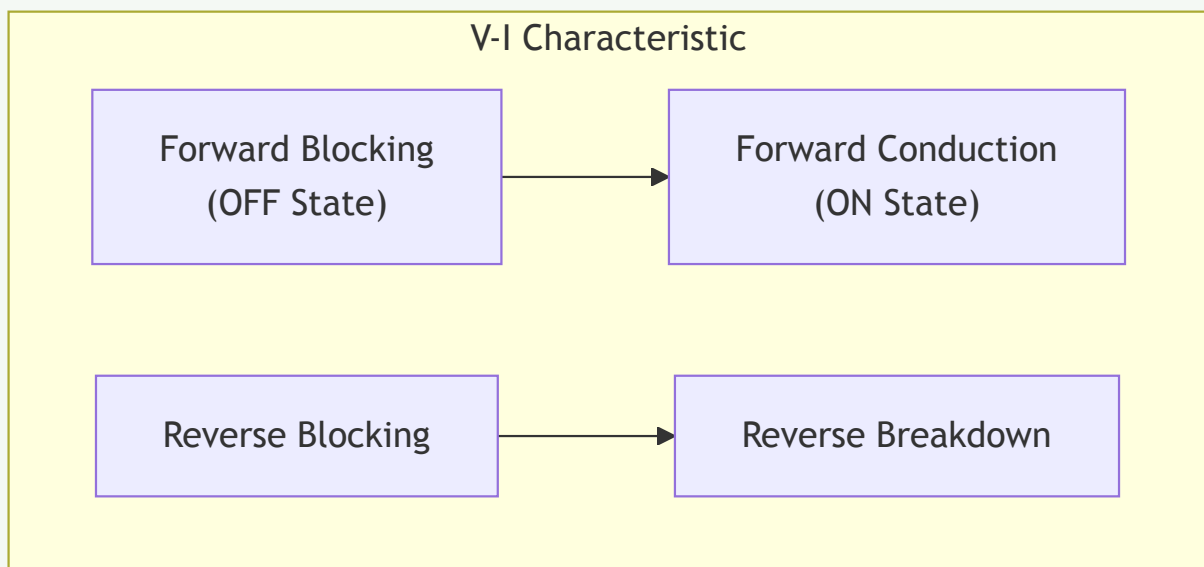 V-I Characteristic
Forward Blocking
(OFF State)
Forward Conduction
(ON State)
Reverse Blocking
Reverse Breakdown